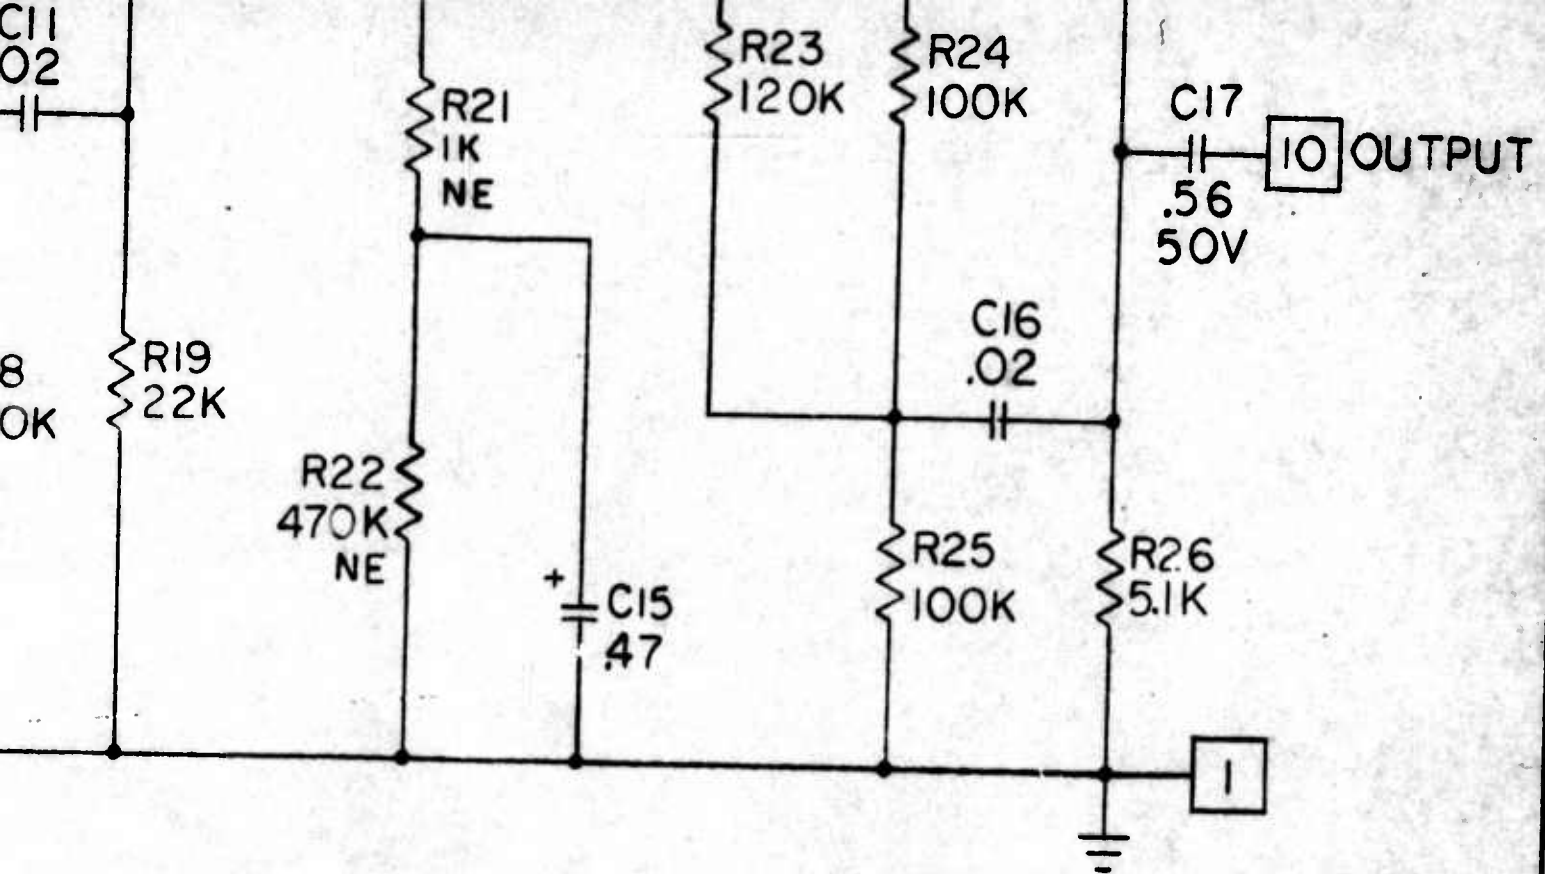 C11
02
R21
1K
NE
R23
120K
R24
100K
C17
.56
50V
10
OUTPUT
C16
.02
8
0K
R19
22K
R22
470K
NE
C15
.47
R25
100K
R26
5.1K
1